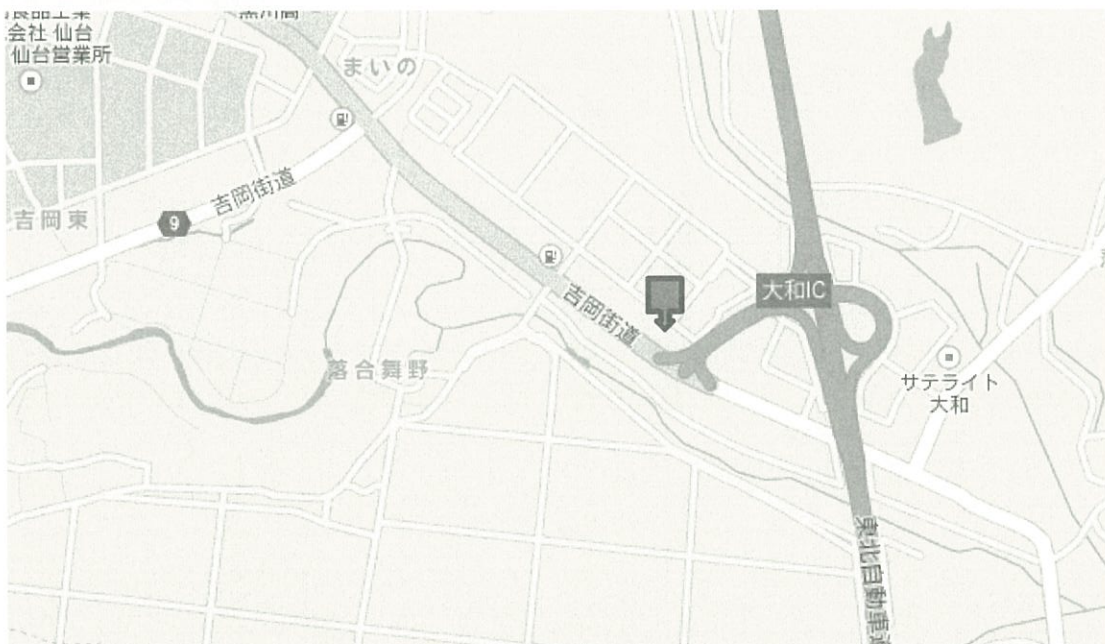 会社 仙台
仙台営業所
まいの
吉岡街道
9
吉岡東
吉岡街道
大和IC
落合舞野
サテライト
大和
東北自動車道